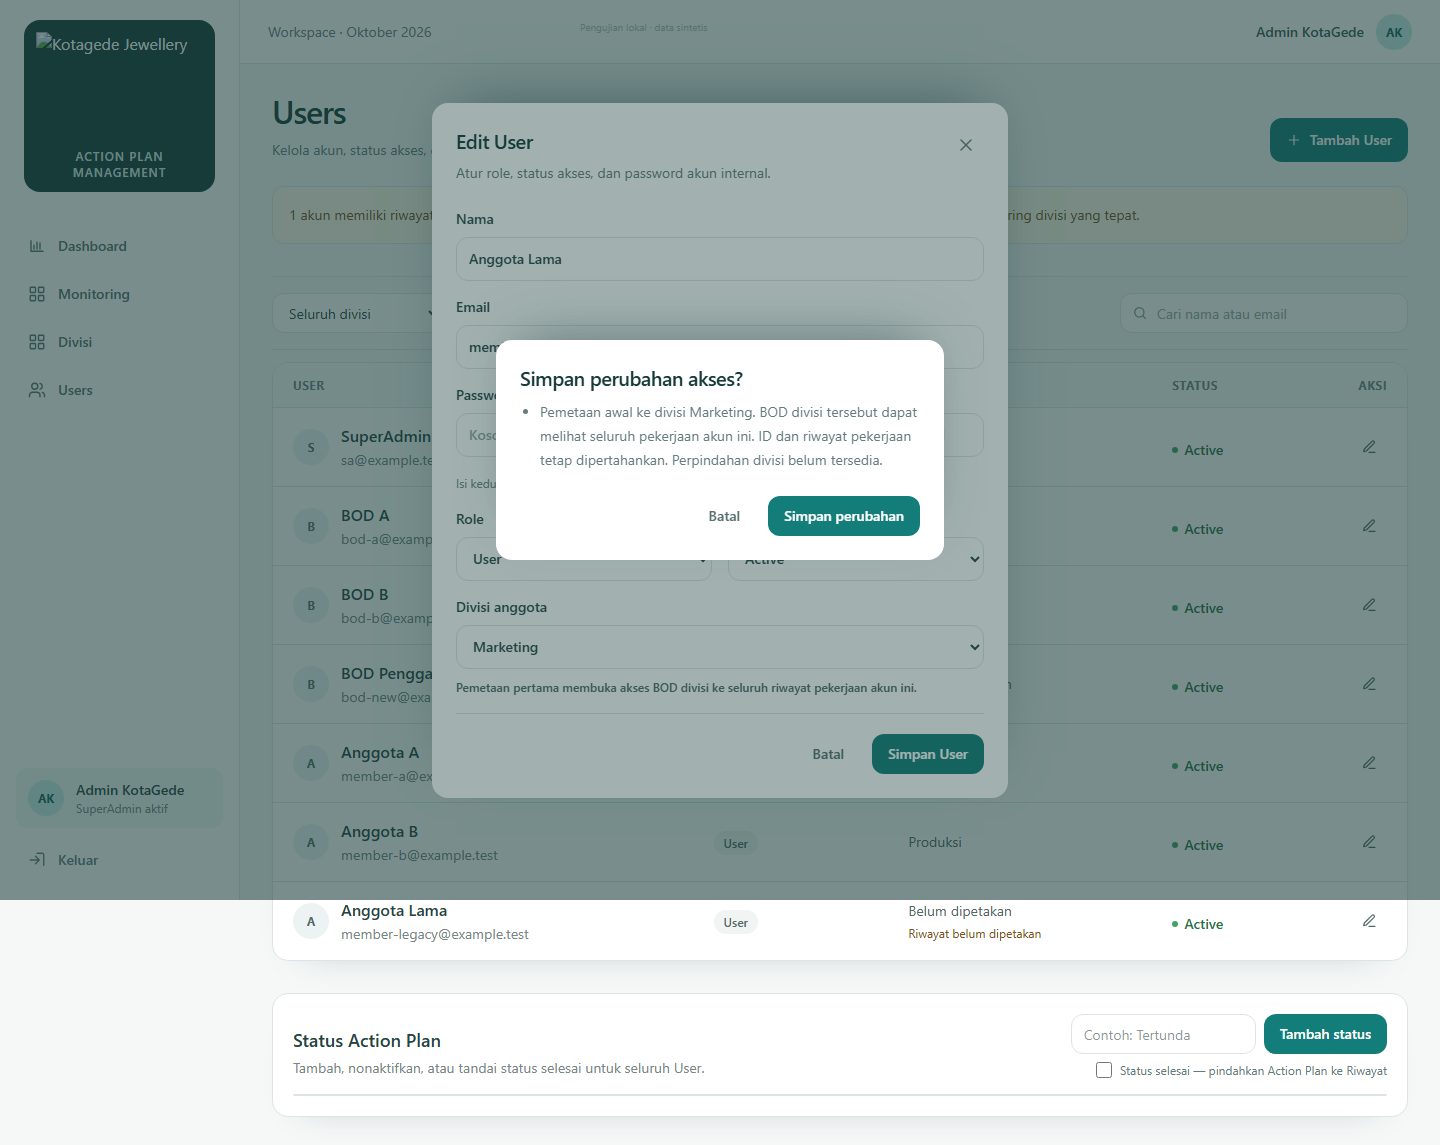 Kotagede Jewellery
ACTION PLAN
MANAGEMENT
Dashboard
Monitoring
Divisi
Users
AK
Admin KotaGede
SuperAdmin aktif
Keluar
Workspace · Oktober 2026
Pengujian lokal · data sintetis
Admin KotaGede
AK
Users
Kelola akun, status akses,
Tambah User
1 akun memiliki riwayat
ring divisi yang tepat.
Seluruh divisi
Cari nama atau email
USER
STATUS
AKSI
S
SuperAdmin
sa@example.te
Active
B
BOD A
bod-a@examp
Active
B
BOD B
bod-b@examp
Active
B
BOD Pengga
bod-new@exa
Active
A
Anggota A
member-a@ex
Active
A
Anggota B
member-b@example.test
User
Produksi
Active
A
Anggota Lama
member-legacy@example.test
User
Belum dipetakan
Riwayat belum dipetakan
Active
Edit User
Atur role, status akses, dan password akun internal.
Nama
Anggota Lama
Email
mem
Passwo
Koso
Isi kedu
Role
User
Active
Divisi anggota
Marketing
Pemetaan pertama membuka akses BOD divisi ke seluruh riwayat pekerjaan akun ini.
Batal
Simpan User
Simpan perubahan akses?
• Pemetaan awal ke divisi Marketing. BOD divisi tersebut dapat
melihat seluruh pekerjaan akun ini. ID dan riwayat pekerjaan
tetap dipertahankan. Perpindahan divisi belum tersedia.
Batal
Simpan perubahan
Status Action Plan
Tambah, nonaktifkan, atau tandai status selesai untuk seluruh User.
Contoh: Tertunda
Tambah status
Status selesai — pindahkan Action Plan ke Riwayat